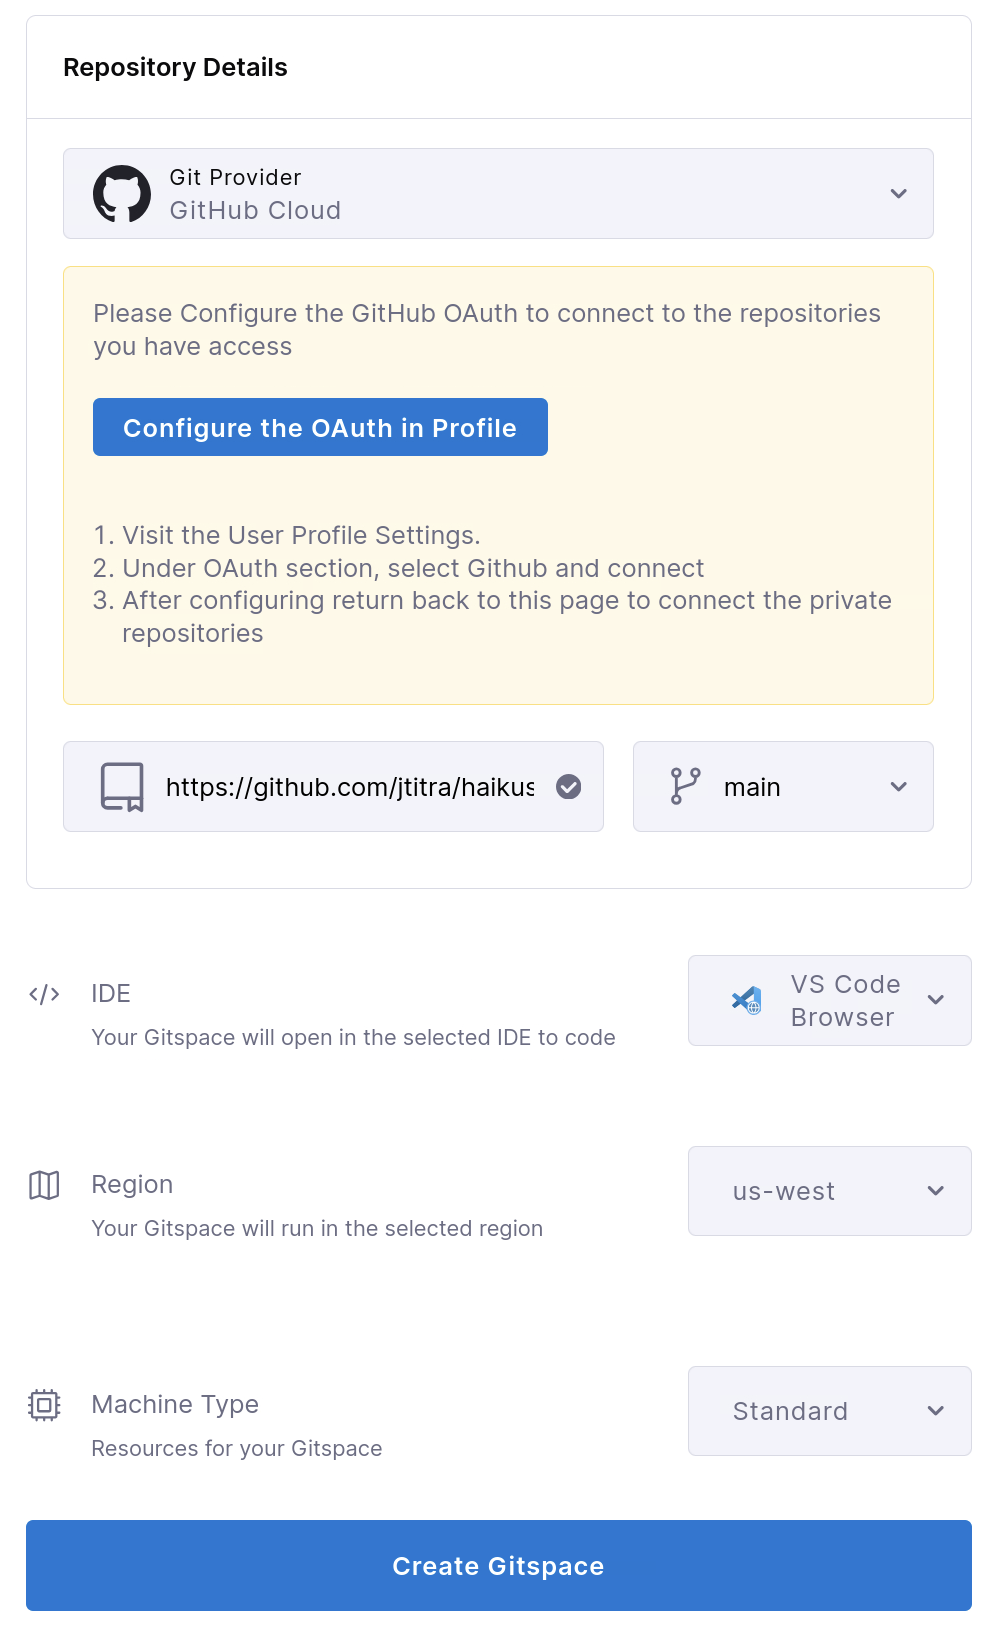 Repository Details
Git Provider
GitHub Cloud
Please Configure the GitHub OAuth to connect to the repositories
you have access
Configure the OAuth in Profile
1. Visit the User Profile Settings.
2. Under OAuth section, select Github and connect
3. After configuring return back to this page to connect the private
repositories
https://github.com/jtitra/haikus
main
IDE
Your Gitspace will open in the selected IDE to code
VS Code
Browser
Region
Your Gitspace will run in the selected region
us-west
Machine Type
Resources for your Gitspace
Standard
Create Gitspace